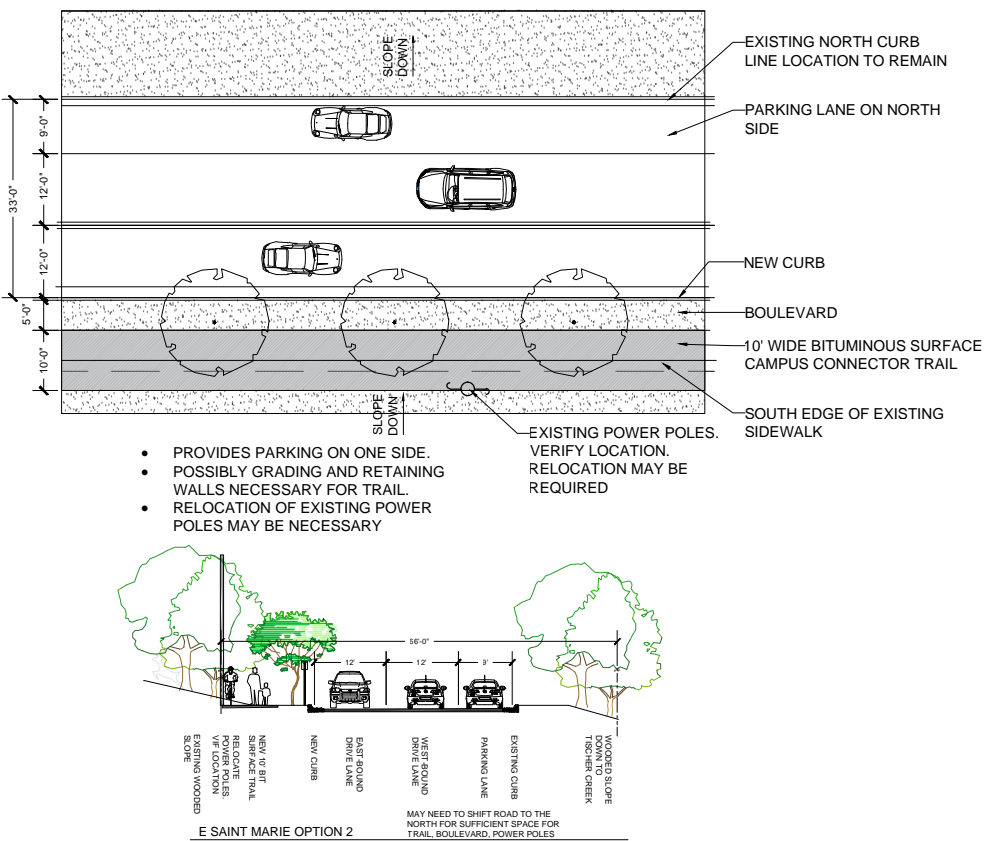 SLOPE
DOWN
EXISTING NORTH CURB
LINE LOCATION TO REMAIN
PARKING LANE ON NORTH
SIDE
33'-0"
9'-0"
12'-0"
12'-0"
5'-0"
10'-0"
NEW CURB
BOULEVARD
10' WIDE BITUMINOUS SURFACE
CAMPUS CONNECTOR TRAIL
SOUTH EDGE OF EXISTING
SIDEWALK
SLOPE
DOWN
EXISTING POWER POLES.
VERIFY LOCATION.
RELOCATION MAY BE
REQUIRED
• PROVIDES PARKING ON ONE SIDE.
• POSSIBLY GRADING AND RETAINING
WALLS NECESSARY FOR TRAIL.
• RELOCATION OF EXISTING POWER
POLES MAY BE NECESSARY
12'
12'
9'
EXISTING WOODED
SLOPE
RELOCATE
POWER POLES.
VIF LOCATION
NEW 10' BIT
SURFACE TRAIL
NEW CURB
EAST-BOUND
DRIVE LANE
WEST-BOUND
DRIVE LANE
PARKING LANE
EXISTING CURB
WOODED SLOPE
DOWN TO
TISCHER CREEK
E SAINT MARIE OPTION 2
MAY NEED TO SHIFT ROAD TO THE
NORTH FOR SUFFICIENT SPACE FOR
TRAIL, BOULEVARD, POWER POLES